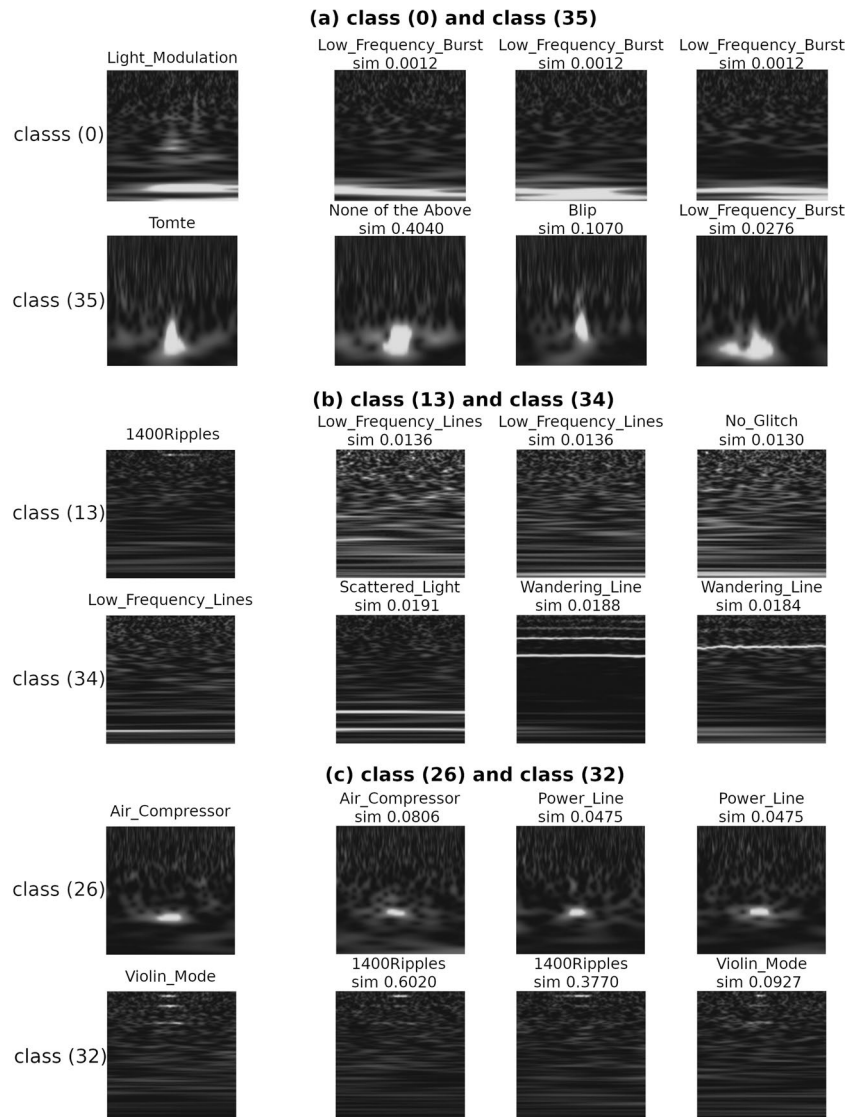 (a) class (0) and class (35)
Light_Modulation
Low_Frequency_Burst
sim 0.0012
Low_Frequency_Burst
sim 0.0012
Low_Frequency_Burst
sim 0.0012
classs (0)
Tomte
None of the Above
sim 0.4040
Blip
sim 0.1070
Low_Frequency_Burst
sim 0.0276
class (35)
(b) class (13) and class (34)
1400Ripples
Low_Frequency_Lines
sim 0.0136
Low_Frequency_Lines
sim 0.0136
No_Glitch
sim 0.0130
class (13)
Low_Frequency_Lines
Scattered_Light
sim 0.0191
Wandering_Line
sim 0.0188
Wandering_Line
sim 0.0184
class (34)
(c) class (26) and class (32)
Air_Compressor
Air_Compressor
sim 0.0806
Power_Line
sim 0.0475
Power_Line
sim 0.0475
class (26)
Violin_Mode
1400Ripples
sim 0.6020
1400Ripples
sim 0.3770
Violin_Mode
sim 0.0927
class (32)